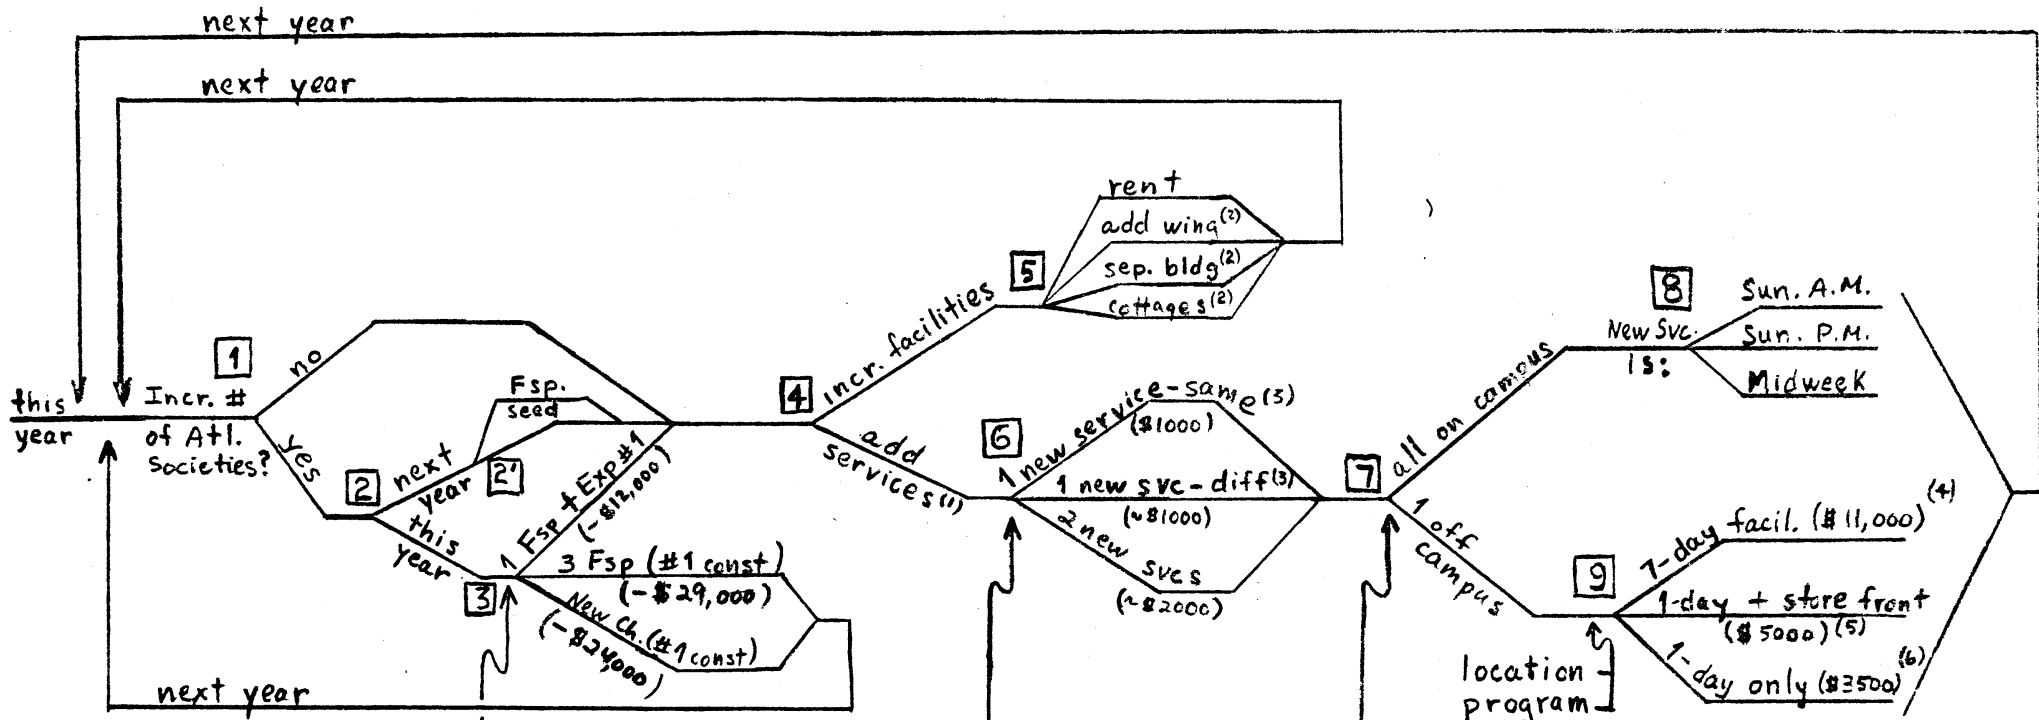 next year
next year
this
year
1
Incr. #
of Atl.
Societies?
no
yes
2
next
year
2'
Fsp.
seed
this
year
3
1 Fsp + Exp #1
(-$12,000)
3 Fsp (#1 const)
(-$29,000)
New Ch. (#1 const)
(-$24,000)
next year
4
incr. facilities
add
services(1)
5
rent
add wing(2)
sep. bldg(2)
cottages(2)
6
1 new service-same(3)
($1000)
1 new svc-diff(3)
(~$1000)
2 new
svcs
(~$2000)
7
all on campus
1 off
campus
8
New Svc.
is:
Sun. A.M.
Sun. P.M.
Midweek
9
7-day facil. ($11,000)(4)
1-day + store front
($5000)(5)
1-day only ($3500)(6)
location
program